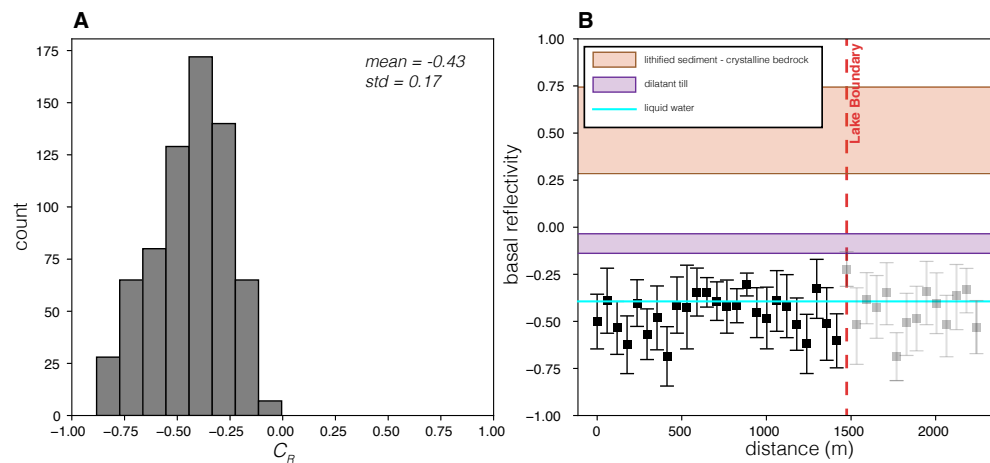 A
mean = -0.43
std = 0.17
175
150
125
100
75
50
25
0
count
−1.00 −0.75 −0.50 −0.25 0.00 0.25 0.50 0.75 1.00
C_R
B
lithified sediment - crystalline bedrock
dilatant till
liquid water
Lake Boundary
1.00
0.75
0.50
0.25
0.00
−0.25
−0.50
−0.75
−1.00
basal reflectivity
0 500 1000 1500 2000
distance (m)